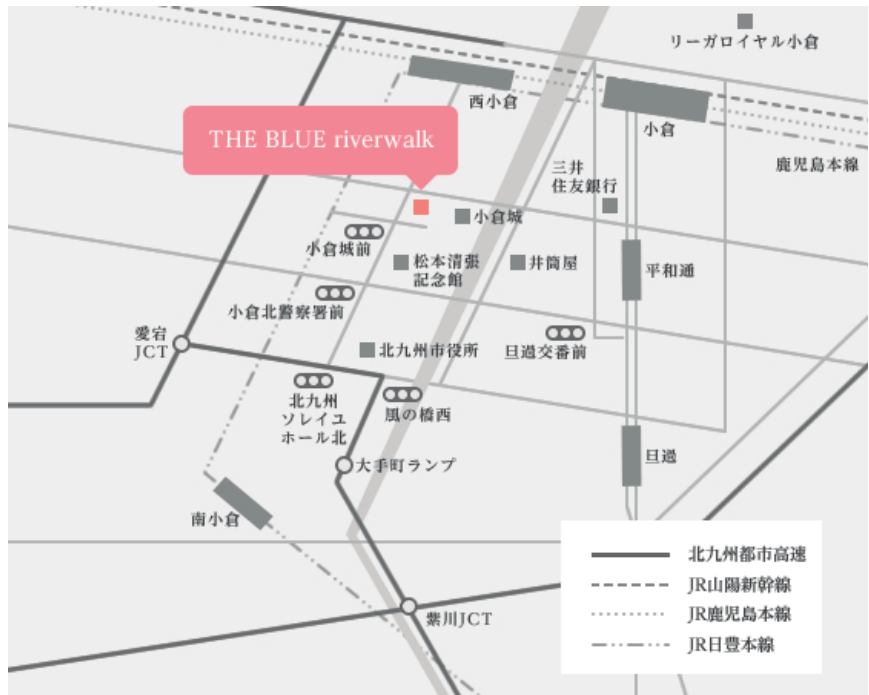 リーガロイヤル小倉
西小倉
小倉
THE BLUE riverwalk
鹿児島本線
三井
住友銀行
小倉城
小倉城前
松本清張
記念館
井筒屋
平和通
小倉北警察署前
愛宕
JCT
北九州市役所
旦過交番前
北九州
ソレイユ
ホール北
風の橋西
大手町ランプ
旦過
南小倉
紫川JCT
北九州都市高速
JR山陽新幹線
JR鹿児島本線
JR日豊本線